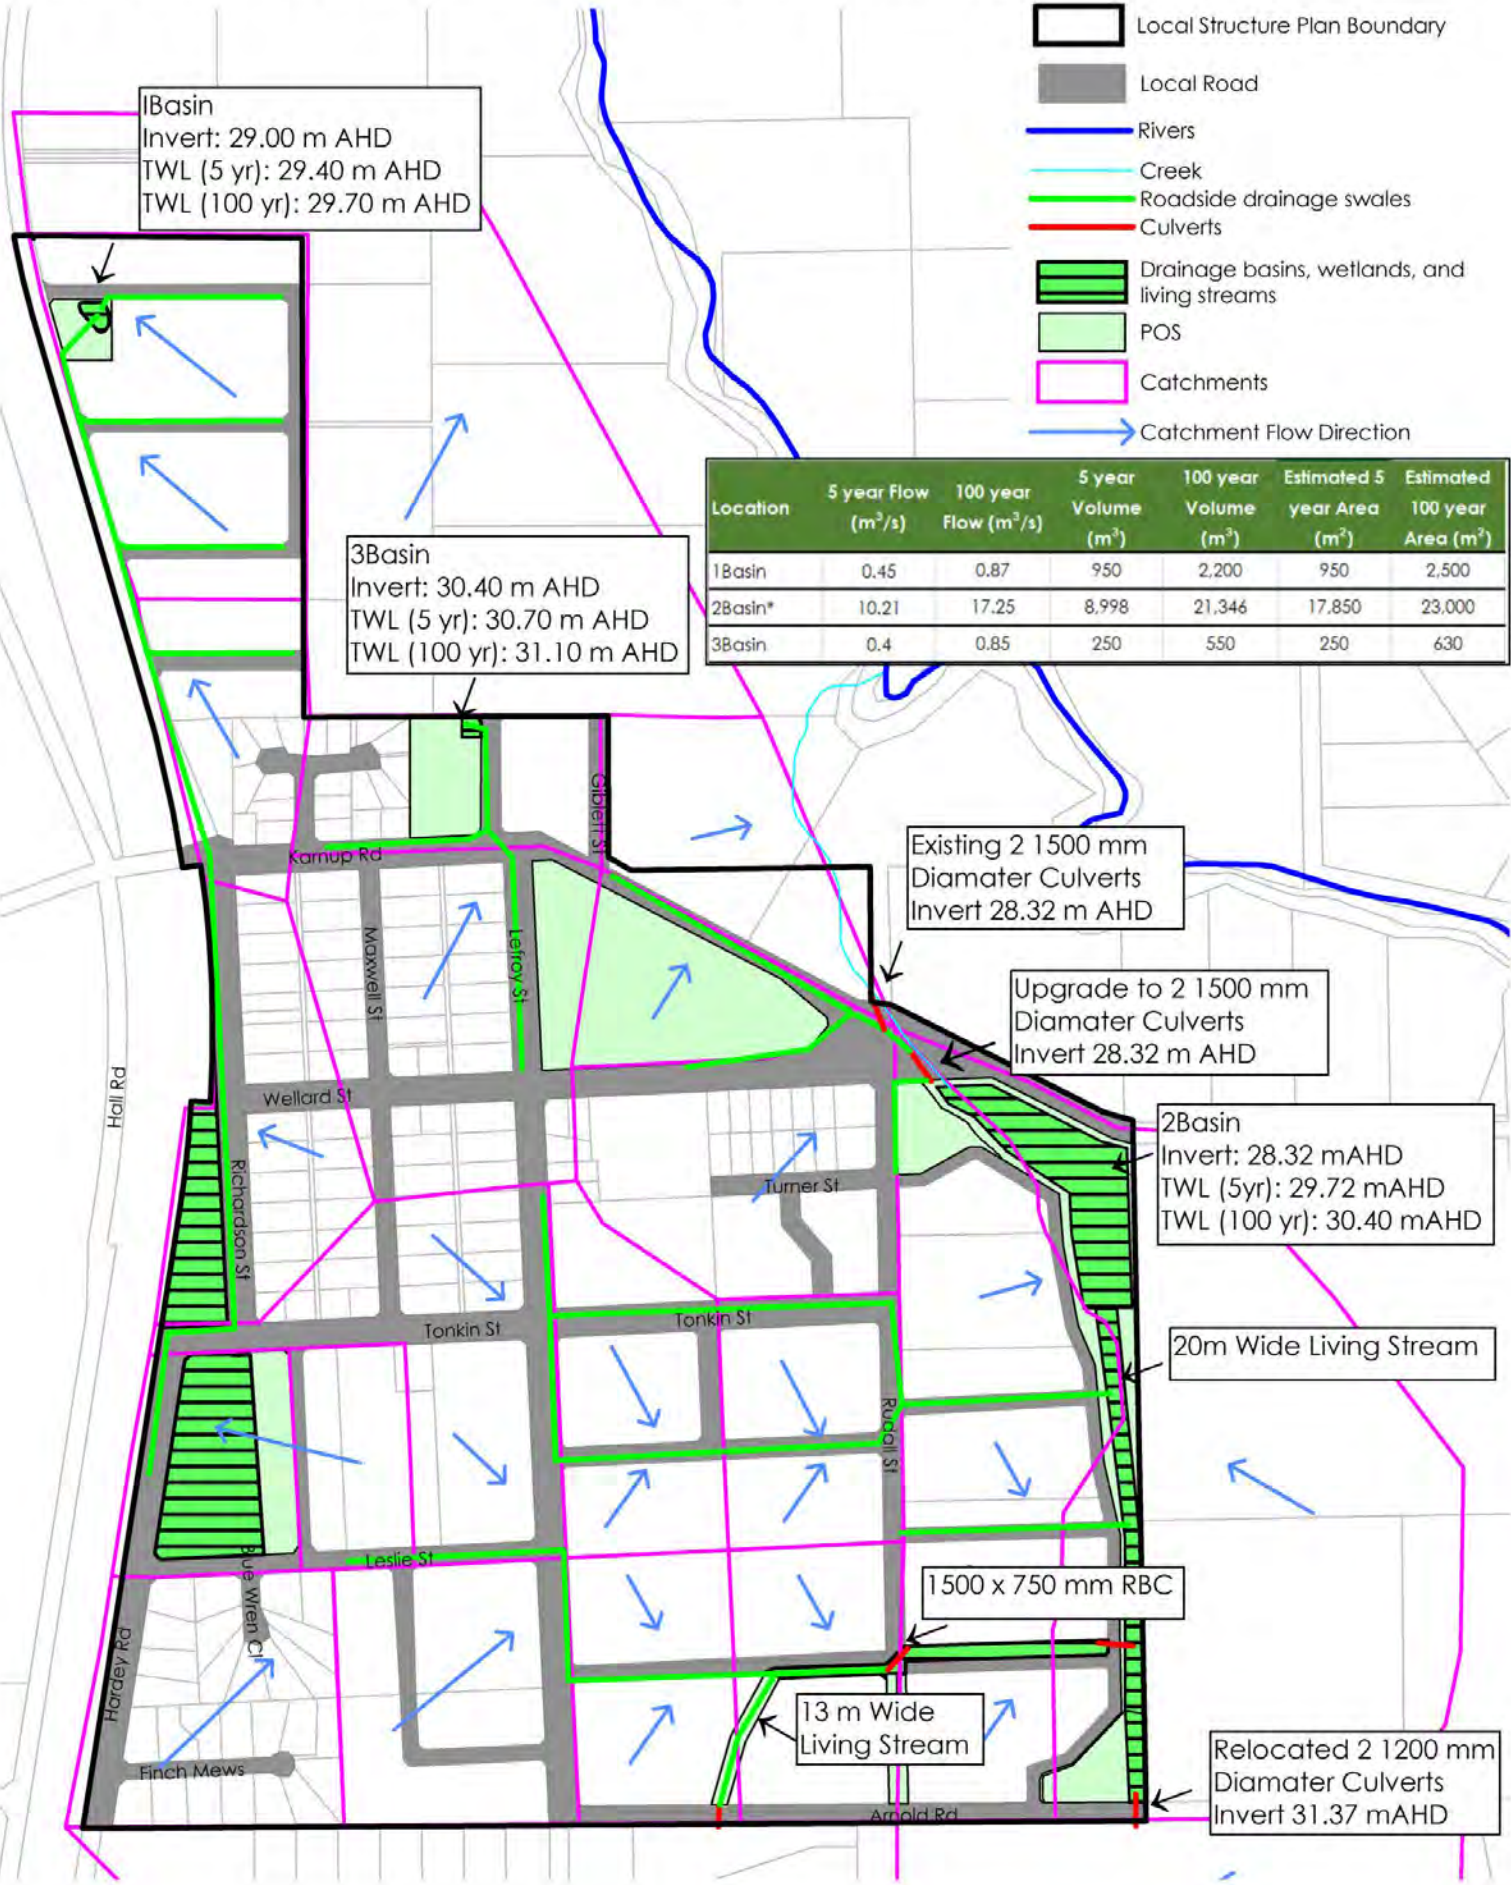 Local Structure Plan Boundary
Local Road
Rivers
Creek
Roadside drainage swales
Culverts
Drainage basins, wetlands, and
living streams
POS
Catchments
Catchment Flow Direction
1Basin
Invert: 29.00 m AHD
TWL (5 yr): 29.40 m AHD
TWL (100 yr): 29.70 m AHD
Location 5 year Flow (m³/s) 100 year Flow (m³/s) 5 year Volume (m³) 100 year Volume (m³) Estimated 5 year Area (m²) Estimated 100 year Area (m²)
1Basin 0.45 0.87 950 2,200 950 2,500
2Basin* 10.21 17.25 8,998 21,346 17,850 23,000
3Basin 0.4 0.85 250 550 250 630
3Basin
Invert: 30.40 m AHD
TWL (5 yr): 30.70 m AHD
TWL (100 yr): 31.10 m AHD
Giblett St
Karnup Rd
Existing 2 1500 mm
Diamater Culverts
Invert 28.32 m AHD
Maxwell St
Lefroy St
Upgrade to 2 1500 mm
Diamater Culverts
Invert 28.32 m AHD
Hall Rd
Wellard St
2Basin
Invert: 28.32 mAHD
TWL (5yr): 29.72 mAHD
TWL (100 yr): 30.40 mAHD
Richardson St
Turner St
Tonkin St
Tonkin St
20m Wide Living Stream
Rudall St
Leslie St
Blue Wren Cl
1500 x 750 mm RBC
Hardey Rd
13 m Wide
Living Stream
Finch Mews
Arnold Rd
Relocated 2 1200 mm
Diamater Culverts
Invert 31.37 mAHD